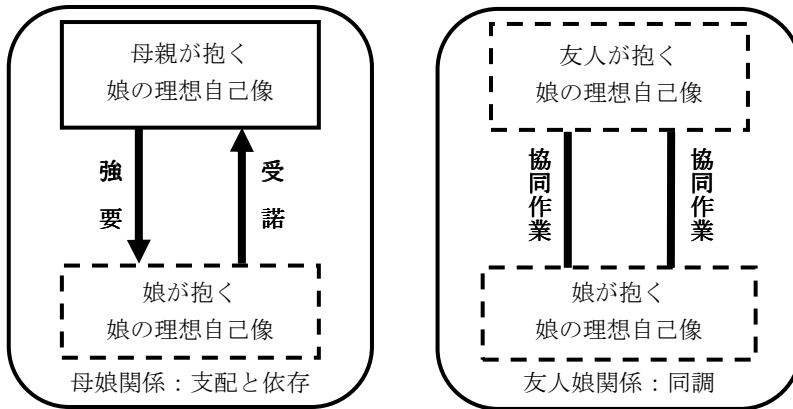 母親が抱く
娘の理想自己像
強要
受諾
娘が抱く
娘の理想自己像
母娘関係：支配と依存
友人が抱く
娘の理想自己像
協同作業
協同作業
娘が抱く
娘の理想自己像
友人娘関係：同調